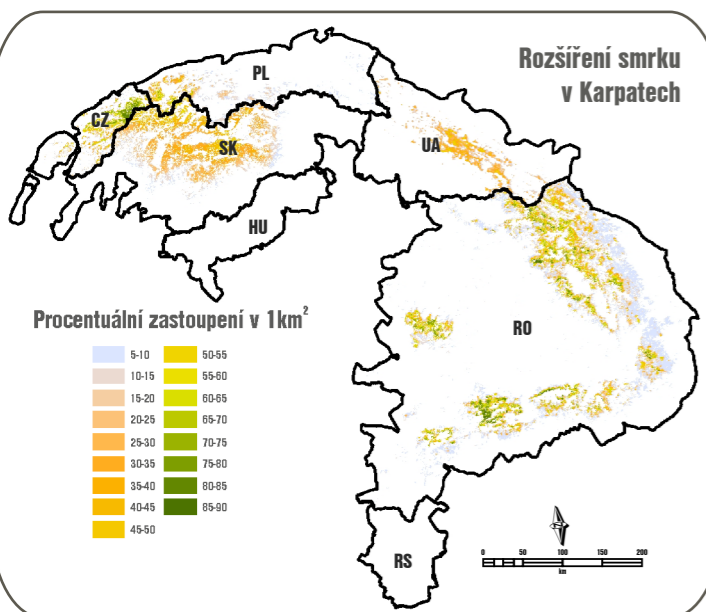 Rozšíření smrku
v Karpatech
PL
CZ
SK
UA
HU
RO
RS
Procentuální zastoupení v 1km²
5-10
10-15
15-20
20-25
25-30
30-35
35-40
40-45
45-50
50-55
55-60
60-65
65-70
70-75
75-80
80-85
85-90
0 50 100 150 200
km